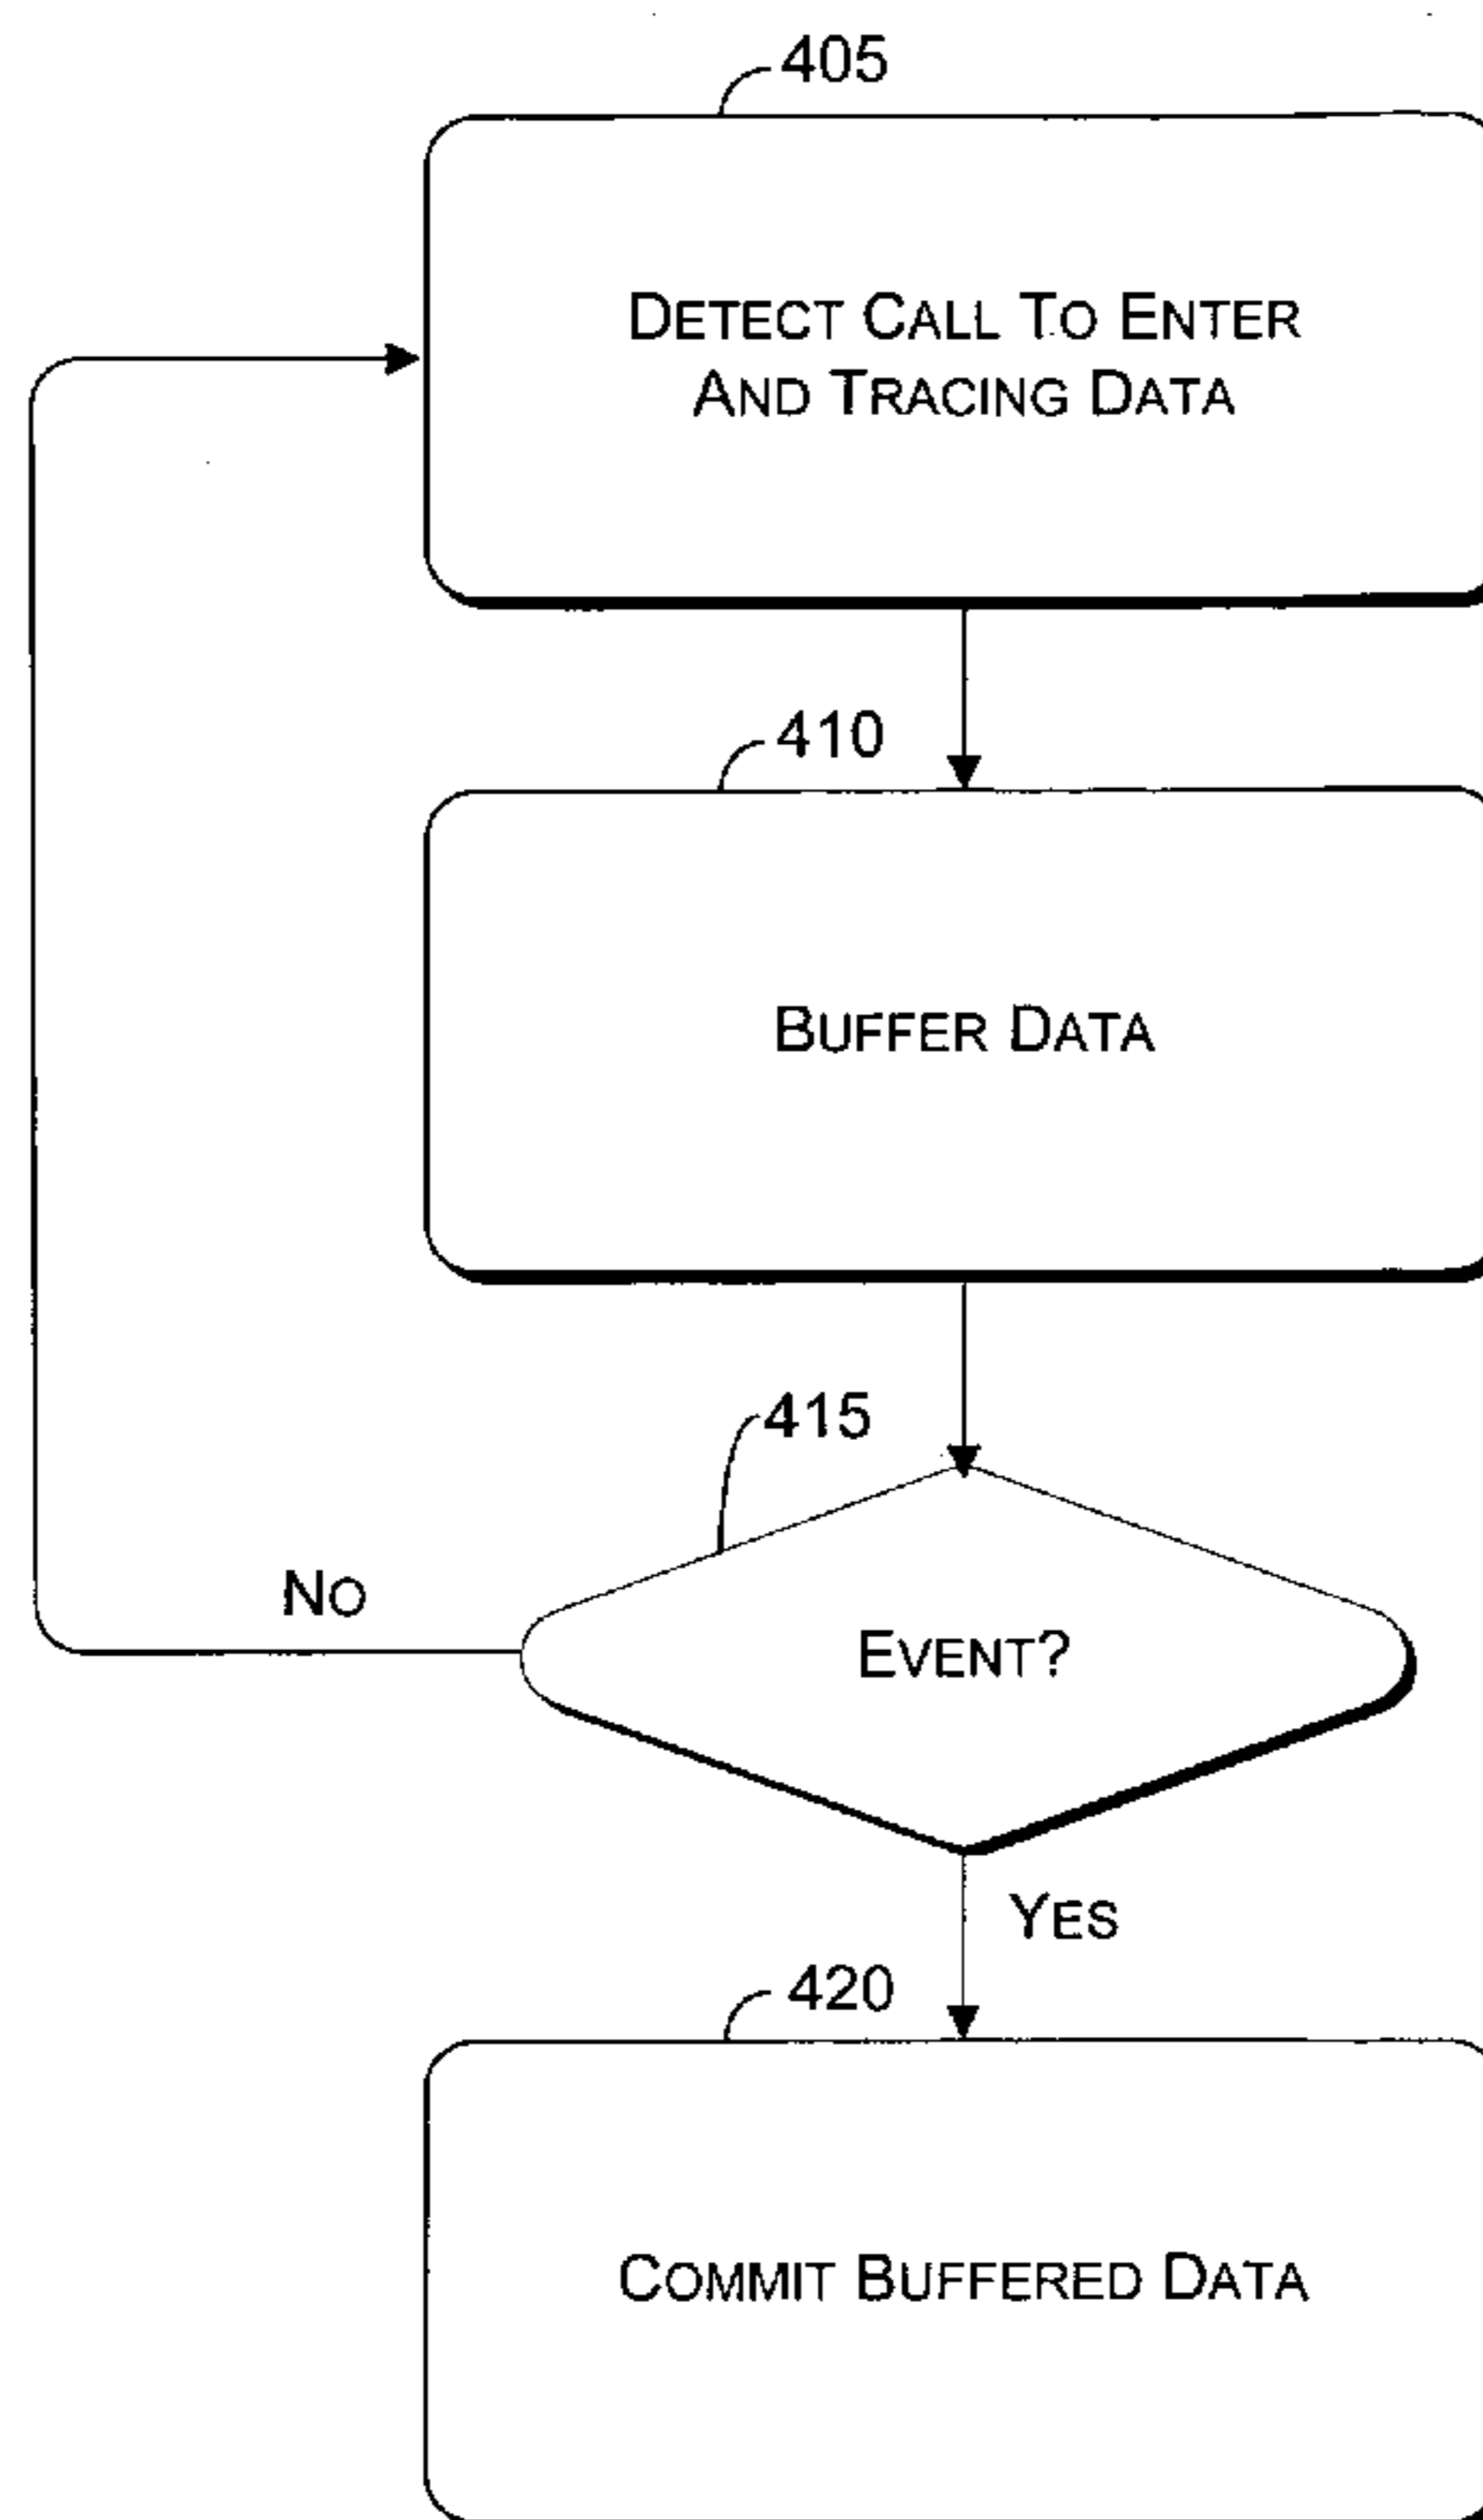 405
DETECT CALL TO ENTER
AND TRACING DATA
410
BUFFER DATA
415
NO
EVENT?
YES
420
COMMIT BUFFERED DATA